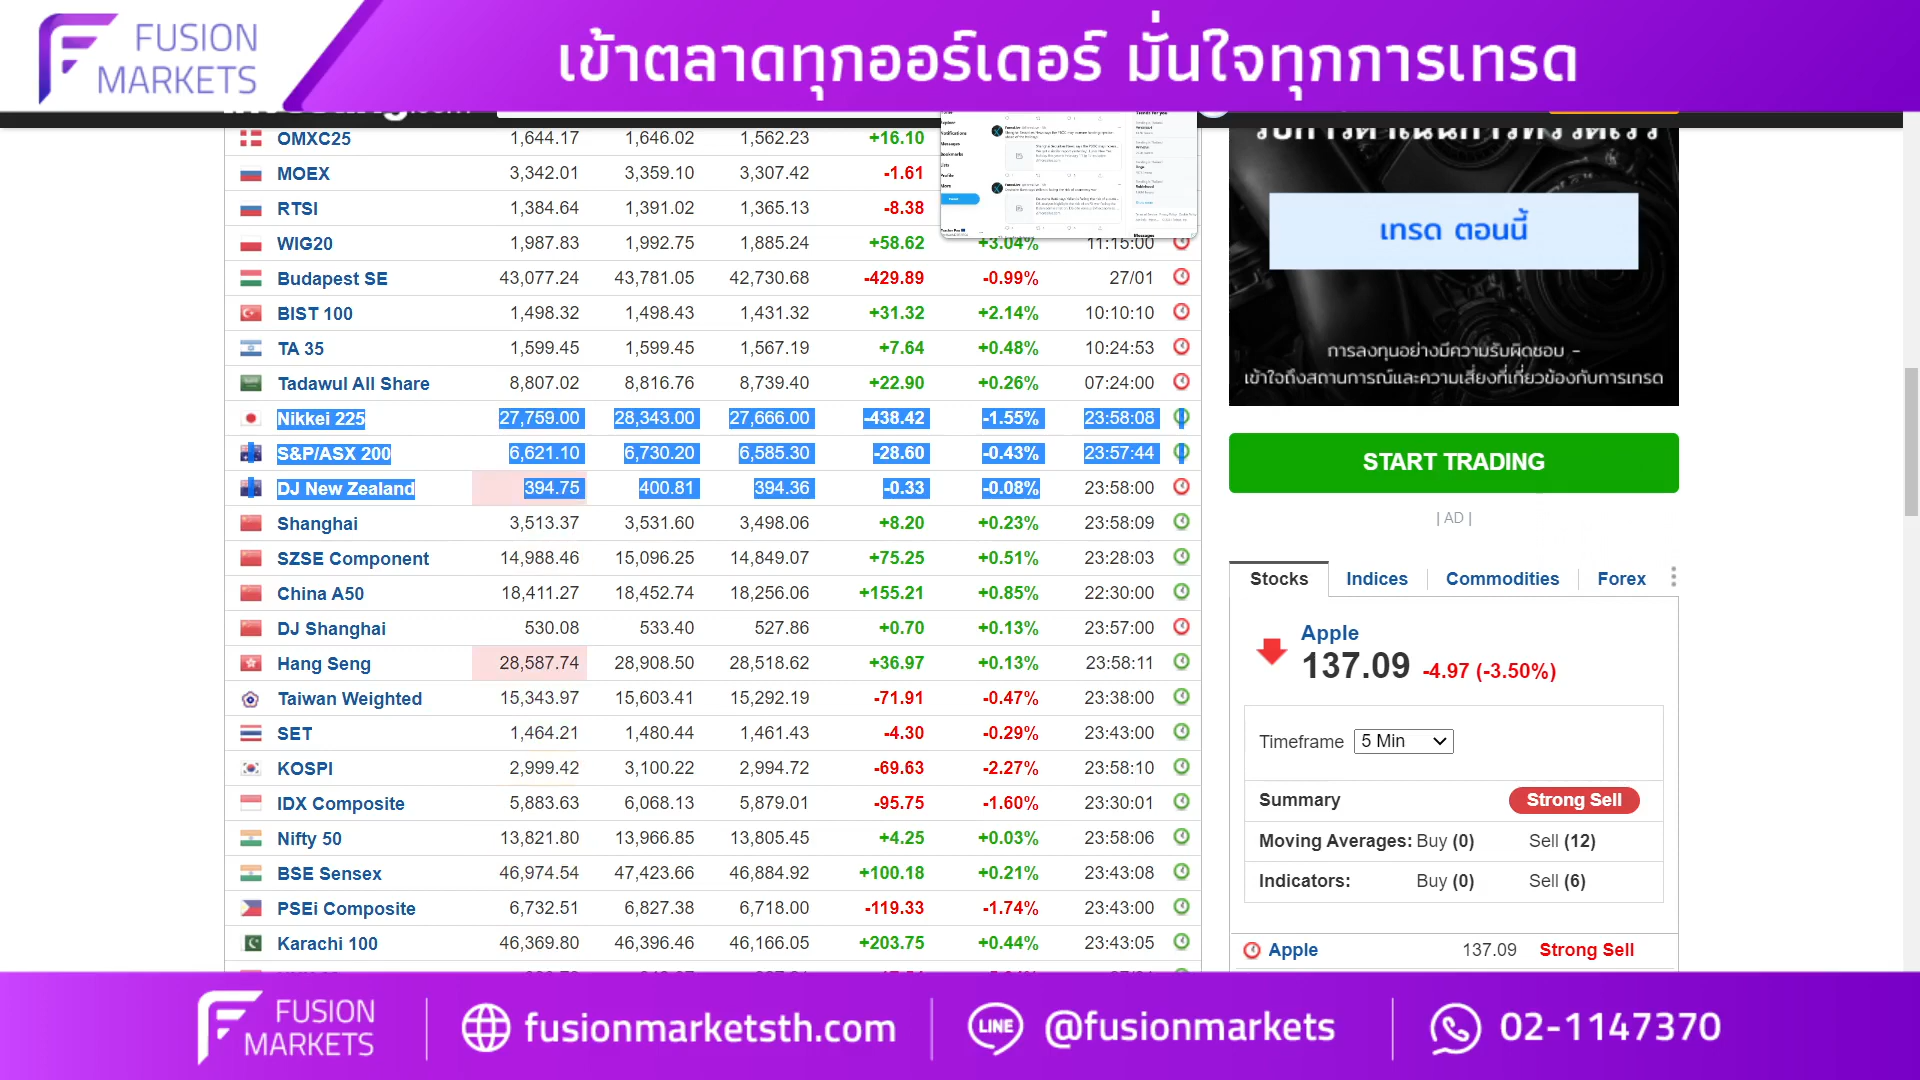 FUSION
MARKETS
เข้าตลาดทุกออร์เดอร์ มั่นใจทุกการเทรด
OMXC25 1,644.17 1,646.02 1,562.23 +16.10
MOEX 3,342.01 3,359.10 3,307.42 -1.61
RTSI 1,384.64 1,391.02 1,365.13 -8.38
WIG20 1,987.83 1,992.75 1,885.24 +58.62 +3.04% 11:15:00
Budapest SE 43,077.24 43,781.05 42,730.68 -429.89 -0.99% 27/01
BIST 100 1,498.32 1,498.43 1,431.32 +31.32 +2.14% 10:10:10
TA 35 1,599.45 1,599.45 1,567.19 +7.64 +0.48% 10:24:53
Tadawul All Share 8,807.02 8,816.76 8,739.40 +22.90 +0.26% 07:24:00
Nikkei 225 27,759.00 28,343.00 27,666.00 -438.42 -1.55% 23:58:08
S&P/ASX 200 6,621.10 6,730.20 6,585.30 -28.60 -0.43% 23:57:44
DJ New Zealand 394.75 400.81 394.36 -0.33 -0.08% 23:58:00
Shanghai 3,513.37 3,531.60 3,498.06 +8.20 +0.23% 23:58:09
SZSE Component 14,988.46 15,096.25 14,849.07 +75.25 +0.51% 23:28:03
China A50 18,411.27 18,452.74 18,256.06 +155.21 +0.85% 22:30:00
DJ Shanghai 530.08 533.40 527.86 +0.70 +0.13% 23:57:00
Hang Seng 28,587.74 28,908.50 28,518.62 +36.97 +0.13% 23:58:11
Taiwan Weighted 15,343.97 15,603.41 15,292.19 -71.91 -0.47% 23:38:00
SET 1,464.21 1,480.44 1,461.43 -4.30 -0.29% 23:43:00
KOSPI 2,999.42 3,100.22 2,994.72 -69.63 -2.27% 23:58:10
IDX Composite 5,883.63 6,068.13 5,879.01 -95.75 -1.60% 23:30:01
Nifty 50 13,821.80 13,966.85 13,805.45 +4.25 +0.03% 23:58:06
BSE Sensex 46,974.54 47,423.66 46,884.92 +100.18 +0.21% 23:43:08
PSEi Composite 6,732.51 6,827.38 6,718.00 -119.33 -1.74% 23:43:00
Karachi 100 46,369.80 46,396.46 46,166.05 +203.75 +0.44% 23:43:05
เทรด ตอนนี้
การลงทุนอย่างมีความรับผิดชอบ -
เข้าใจถึงสถานการณ์และความเสี่ยงที่เกี่ยวข้องกับการเทรด
START TRADING
| AD |
Stocks Indices Commodities Forex
Apple
137.09 -4.97 (-3.50%)
Timeframe 5 Min
Summary Strong Sell
Moving Averages: Buy (0) Sell (12)
Indicators: Buy (0) Sell (6)
Apple 137.09 Strong Sell
FUSION
MARKETS
fusionmarketsth.com
LINE
@fusionmarkets
02-1147370